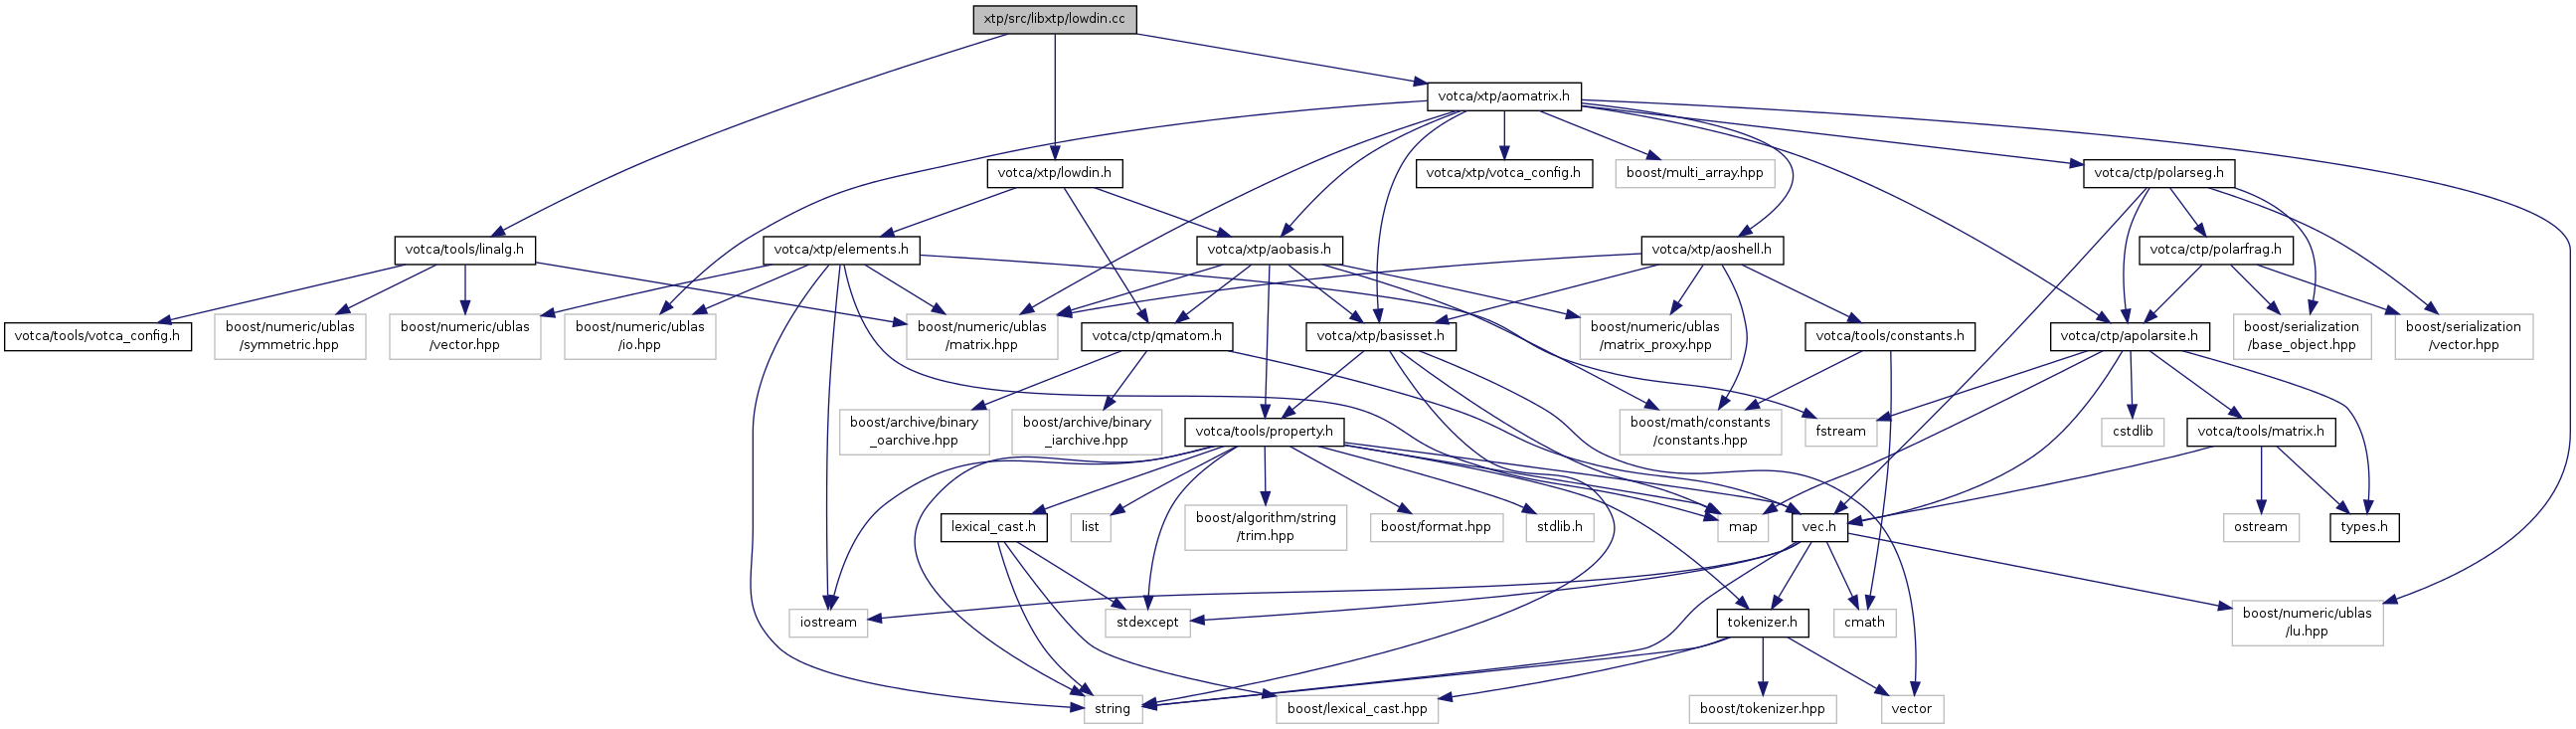 xtp/src/libxtp/lowdin.cc
votca/xtp/aomatrix.h
votca/xtp/lowdin.h
votca/xtp/votca_config.h
boost/multi_array.hpp
votca/ctp/polarseg.h
votca/tools/linalg.h
votca/xtp/elements.h
votca/xtp/aobasis.h
votca/xtp/aoshell.h
votca/ctp/polarfrag.h
votca/tools/votca_config.h
boost/numeric/ublas
/symmetric.hpp
boost/numeric/ublas
/vector.hpp
boost/numeric/ublas
/io.hpp
boost/numeric/ublas
/matrix.hpp
votca/ctp/qmatom.h
votca/xtp/basisset.h
boost/numeric/ublas
/matrix_proxy.hpp
votca/tools/constants.h
votca/ctp/apolarsite.h
boost/serialization
/base_object.hpp
boost/serialization
/vector.hpp
boost/archive/binary
_oarchive.hpp
boost/archive/binary
_iarchive.hpp
votca/tools/property.h
boost/math/constants
/constants.hpp
fstream
cstdlib
votca/tools/matrix.h
lexical_cast.h
list
boost/algorithm/string
/trim.hpp
boost/format.hpp
stdlib.h
map
vec.h
ostream
types.h
iostream
stdexcept
tokenizer.h
cmath
boost/numeric/ublas
/lu.hpp
string
boost/lexical_cast.hpp
boost/tokenizer.hpp
vector